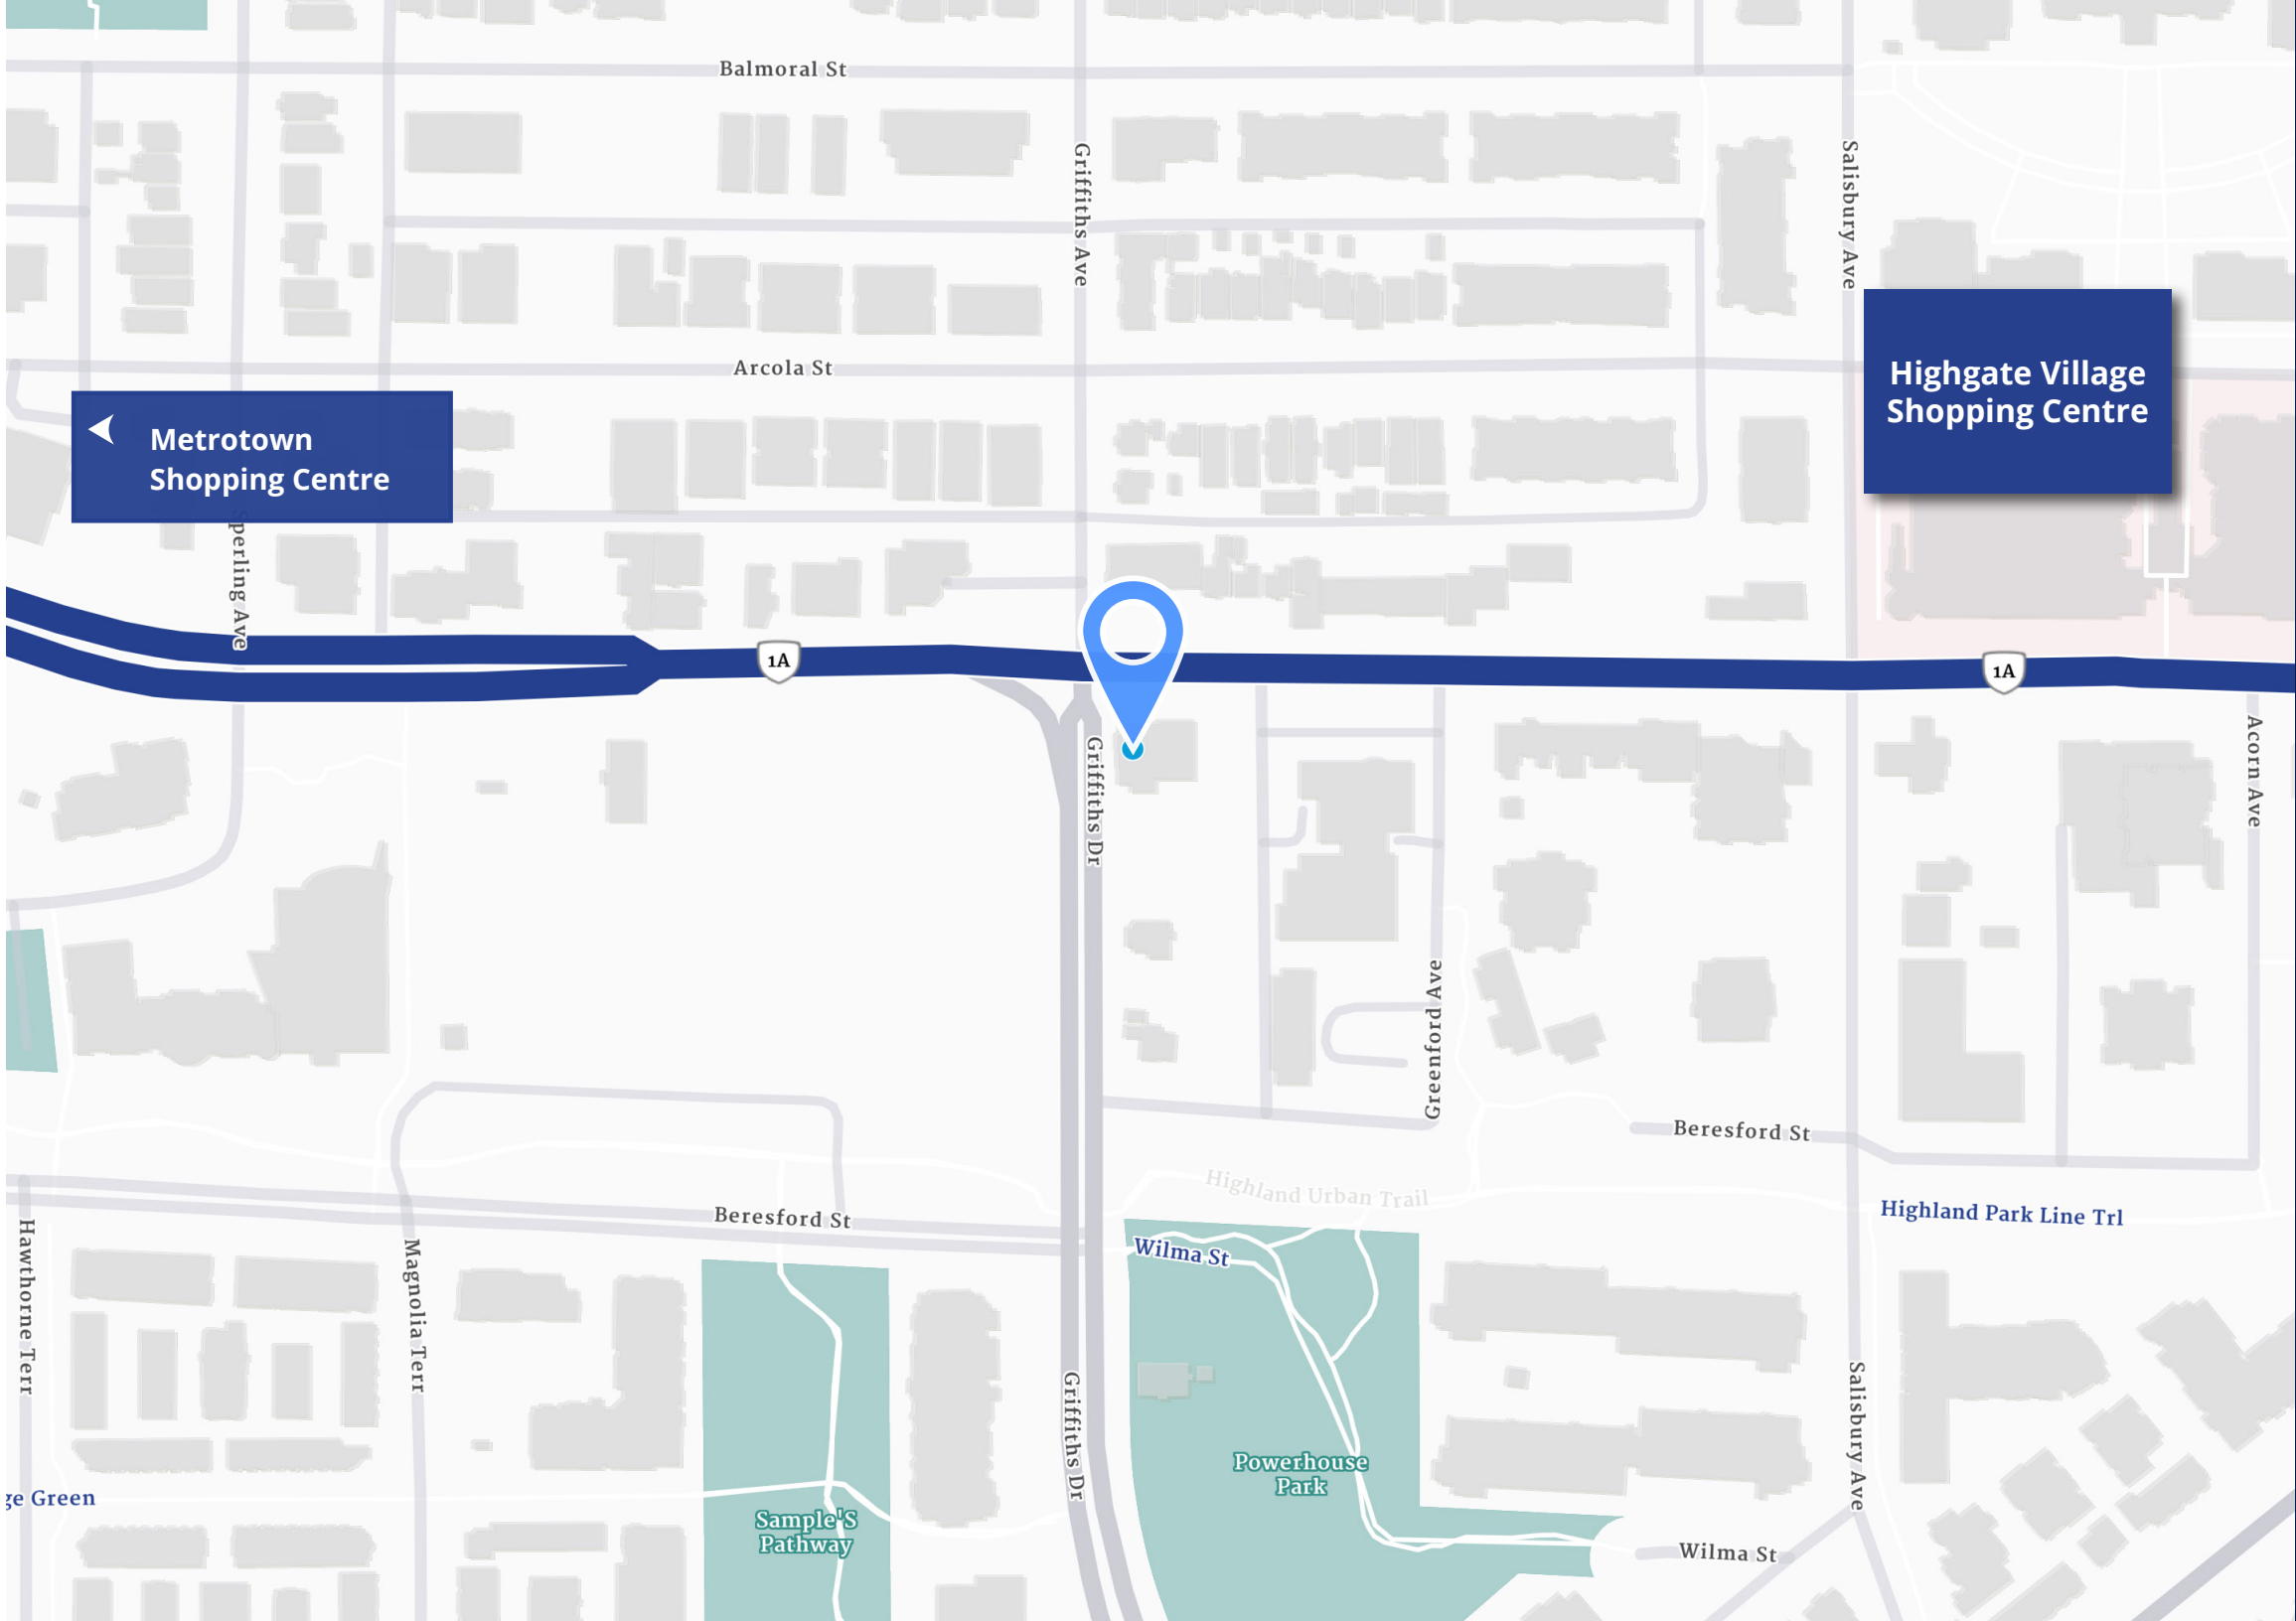 Balmoral St
Griffiths Ave
Salisbury Ave
Arcola St
Highgate Village
Shopping Centre
Metrotown
Shopping Centre
Sperling Ave
1A
1A
Griffiths Dr
Acorn Ave
Greenford Ave
Beresford St
Highland Urban Trail
Beresford St
Highland Park Line Trl
Wilma St
Hawthorne Terr
Magnolia Terr
Griffiths Dr
Salisbury Ave
Powerhouse
Park
ge Green
Sample'S
Pathway
Wilma St